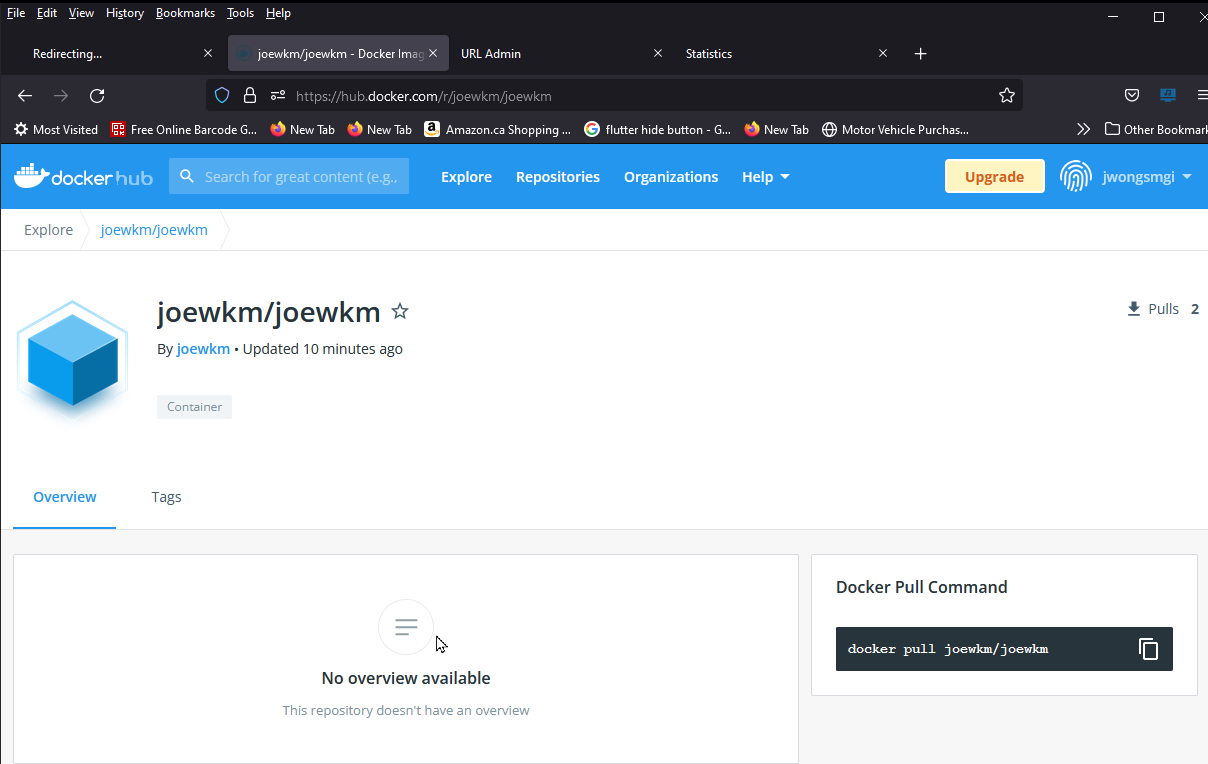 File Edit View History Bookmarks Tools Help
Redirecting...
joewkm/joewkm - Docker Imag
URL Admin
Statistics
https://hub.docker.com/r/joewkm/joewkm
Most Visited Free Online Barcode G... New Tab New Tab Amazon.ca Shopping ... flutter hide button - G... New Tab Motor Vehicle Purchas... Other Bookmark
docker hub Search for great content (e.g., Explore Repositories Organizations Help Upgrade jwongsmgi
Explore joewkm/joewkm
joewkm/joewkm
Pulls 2
By joewkm • Updated 10 minutes ago
Container
Overview Tags
Docker Pull Command
docker pull joewkm/joewkm
No overview available
This repository doesn't have an overview